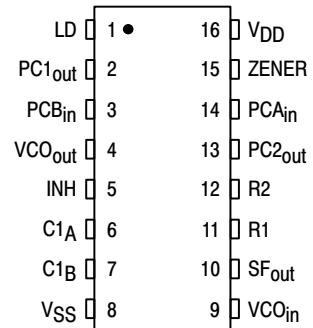 LD 1 16 VDD
PC1out 2 15 ZENER
PCBin 3 14 PCAin
VCOout 4 13 PC2out
INH 5 12 R2
C1A 6 11 R1
C1B 7 10 SFout
VSS 8 9 VCOin